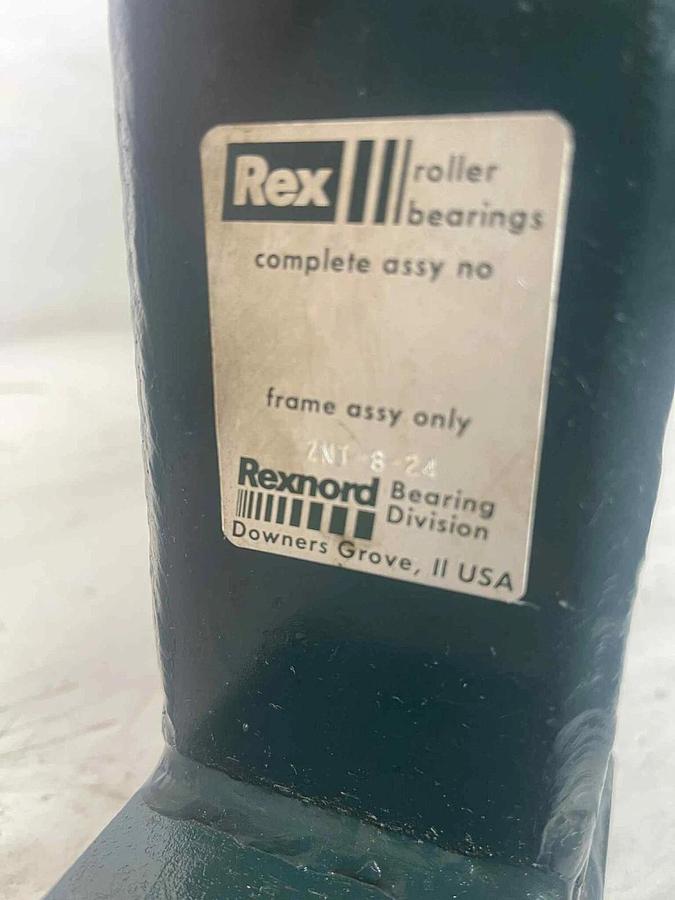 Rex roller
bearings
complete assy no
frame assy only
ZNT 8-24
Rexnord Bearing
Division
Downers Grove, Il USA